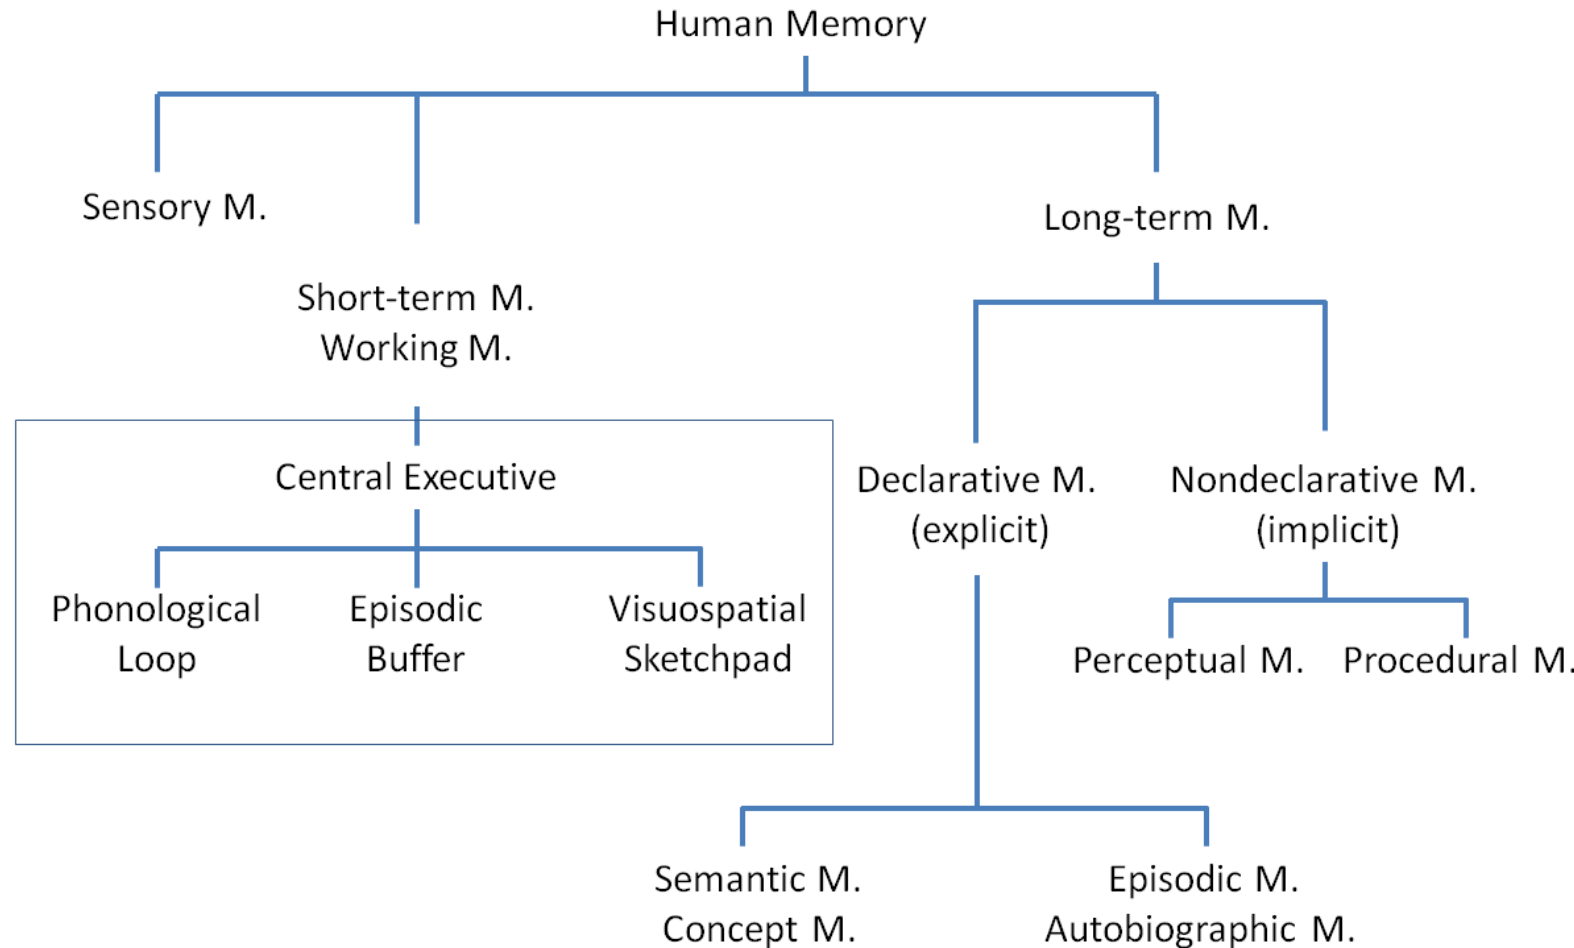 Human Memory
Sensory M.
Long-term M.
Short-term M.
Working M.
Central Executive
Phonological
Loop
Episodic
Buffer
Visuospatial
Sketchpad
Declarative M.
(explicit)
Nondeclarative M.
(implicit)
Perceptual M.
Procedural M.
Semantic M.
Concept M.
Episodic M.
Autobiographic M.